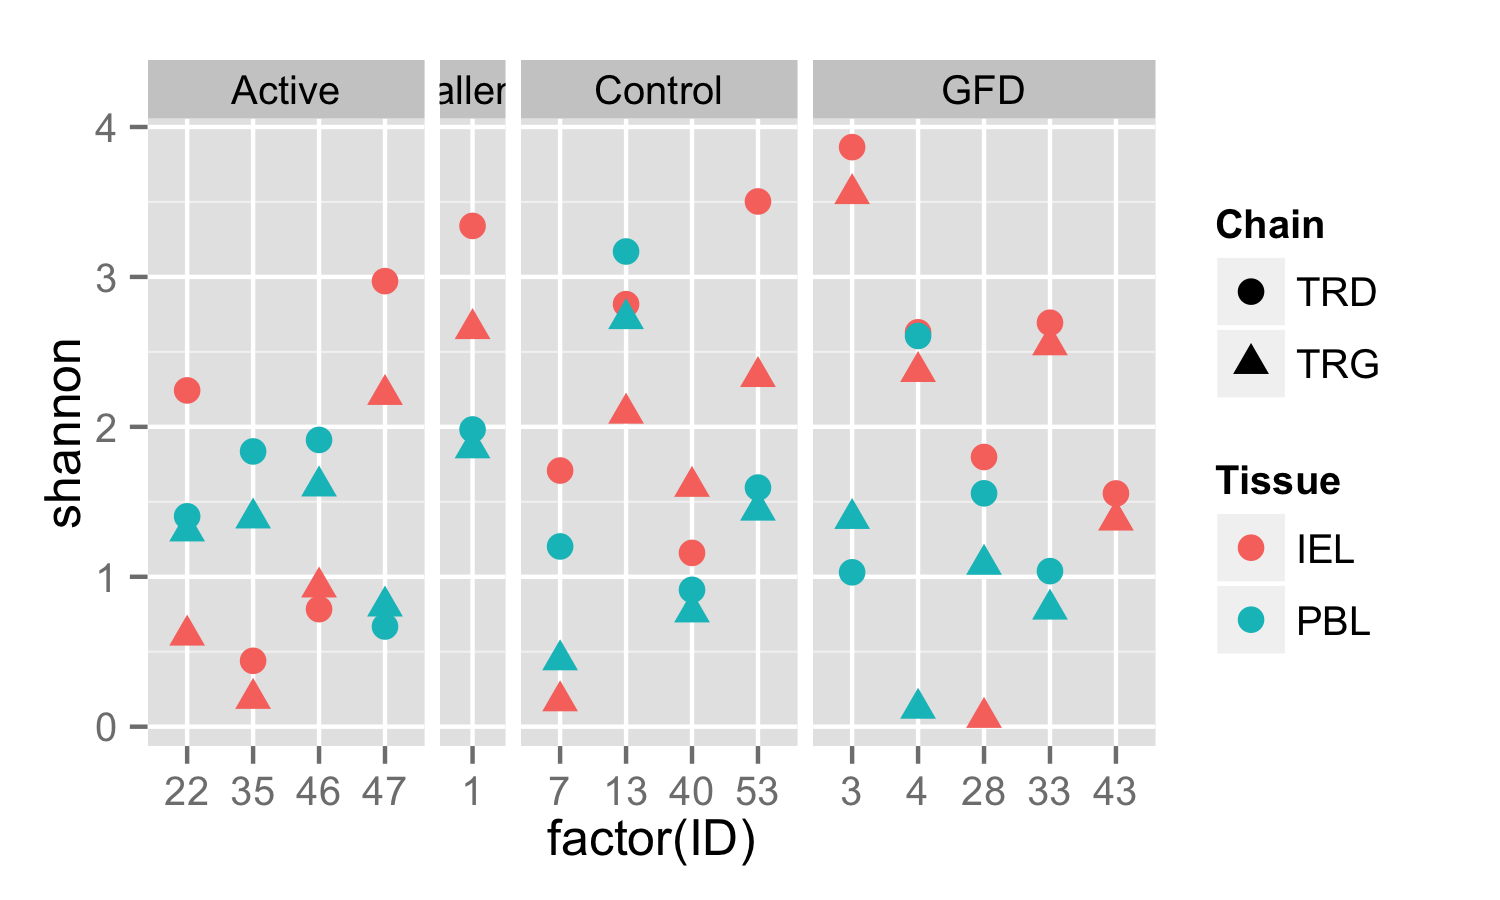 Active
aller
Control
GFD
4
3
2
1
0
shannon
22 35 46 47
1
7 13 40 53
3 4 28 33 43
factor(ID)
Chain
TRD
TRG
Tissue
IEL
PBL